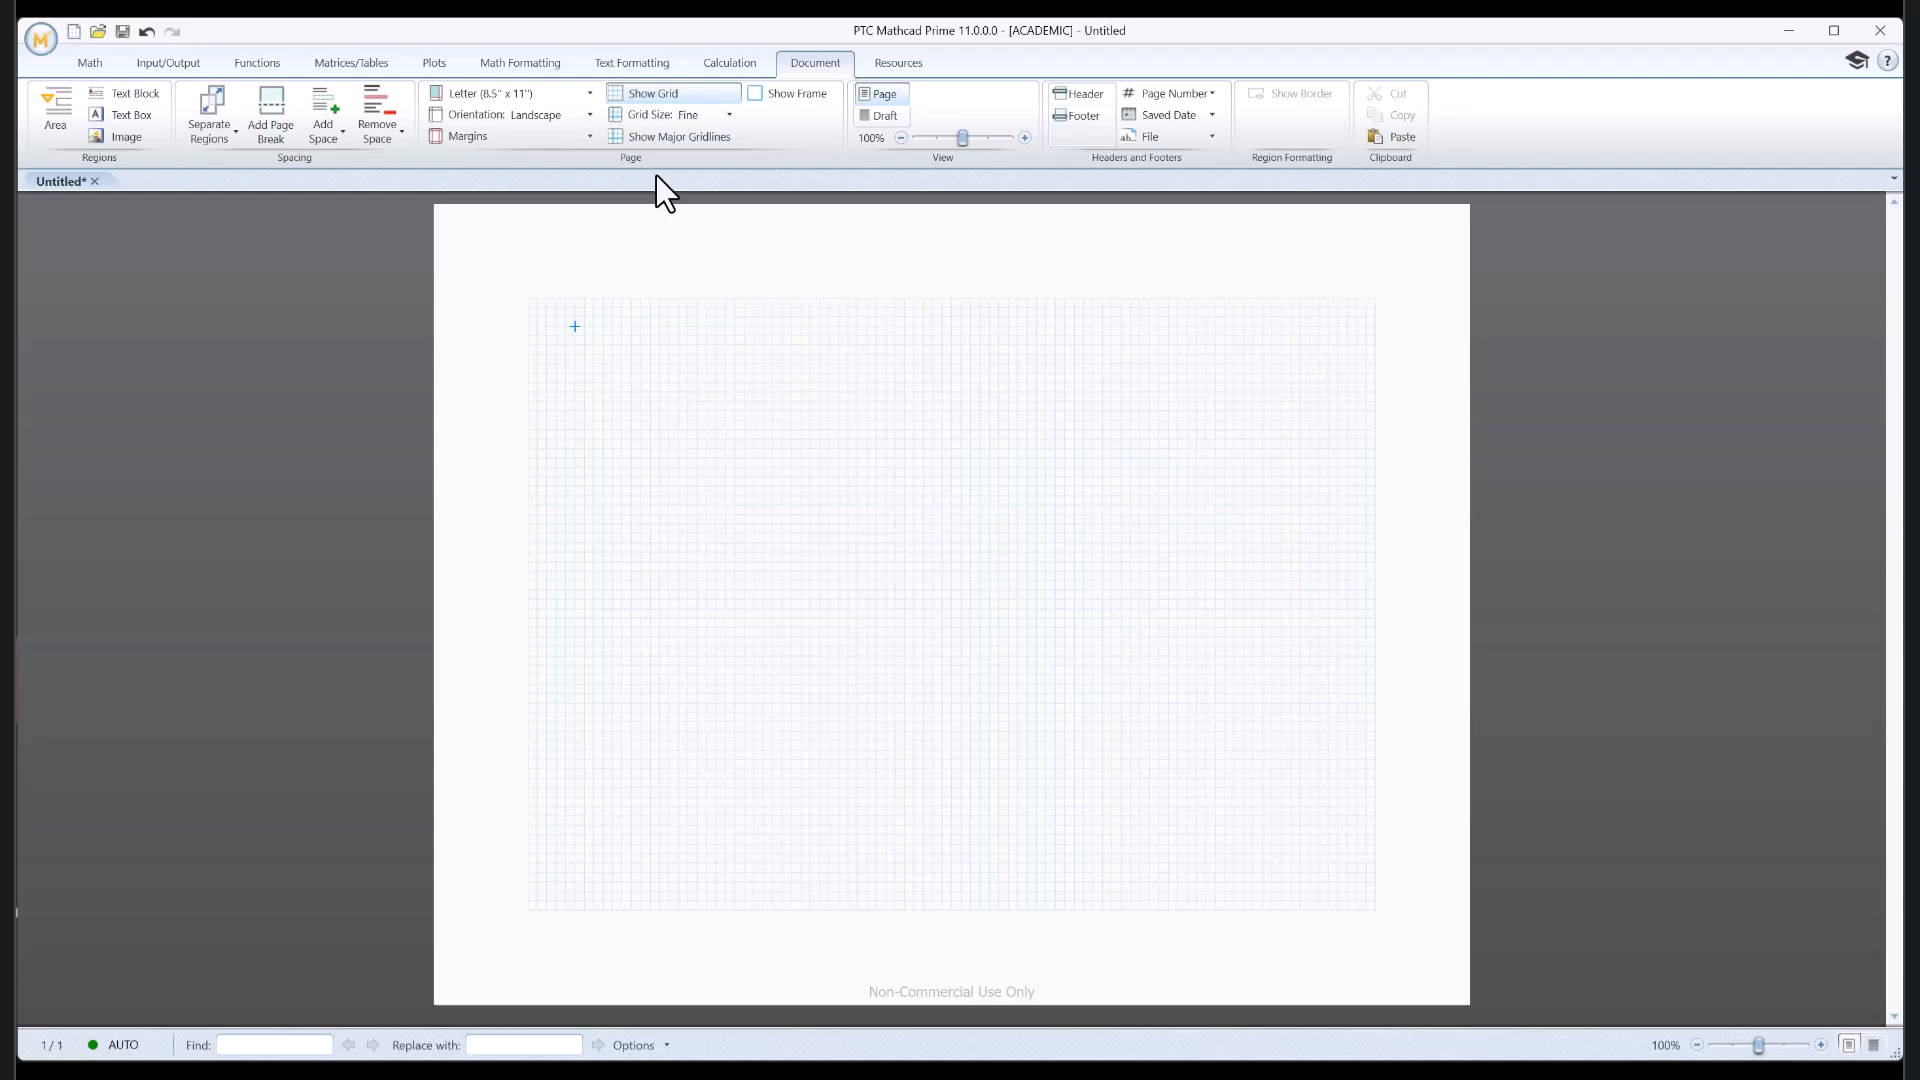 PTC Mathcad Prime 11.0.0.0 - [ACADEMIC] - Untitled
Math Input/Output Functions Matrices/Tables Plots Math Formatting Text Formatting Calculation Document Resources
Area
Text Block
Text Box
Image
Regions
Separate Regions
Add Page Break
Add Space
Remove Space
Spacing
Letter (8.5" x 11")
Orientation: Landscape
Margins
Show Grid
Grid Size: Fine
Show Major Gridlines
Show Frame
Page
Page
Draft
100%
View
Header
Footer
# Page Number
Saved Date
File
Headers and Footers
Show Border
Region Formatting
Cut
Copy
Paste
Clipboard
Untitled*
Non-Commercial Use Only
1 / 1 AUTO Find: Replace with: Options 100%